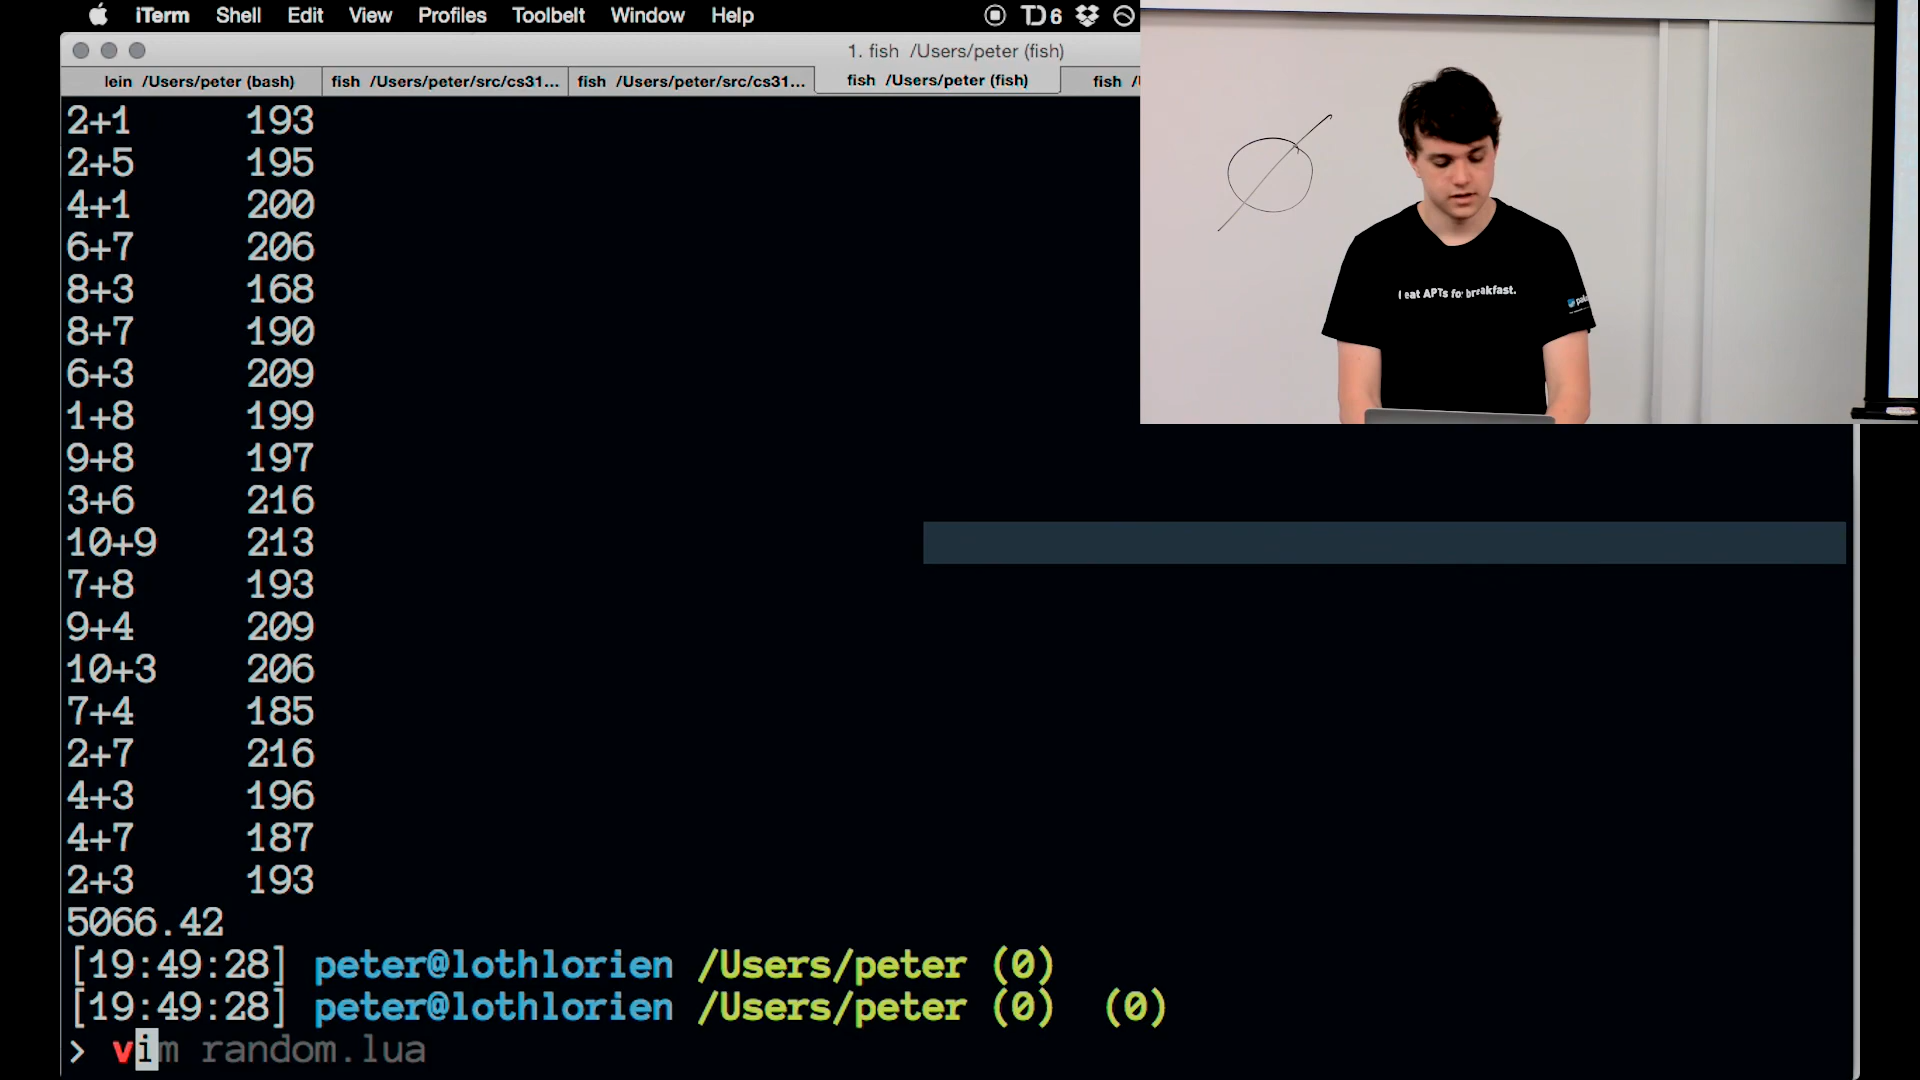 iTerm Shell Edit View Profiles Toolbelt Window Help 6
1. fish /Users/peter (fish)
lein /Users/peter (bash) fish /Users/peter/src/cs31... fish /Users/peter/src/cs31... fish /Users/peter (fish) fish
2+1 193
2+5 195
4+1 200
6+7 206
8+3 168
8+7 190
6+3 209
1+8 199
9+8 197
3+6 216
10+9 213
7+8 193
9+4 209
10+3 206
7+4 185
2+7 216
4+3 196
4+7 187
2+3 193
5066.42
[19:49:28] peter@lothlorien /Users/peter (0)
[19:49:28] peter@lothlorien /Users/peter (0) (0)
> vim random.lua
I eat APTs for breakfast.